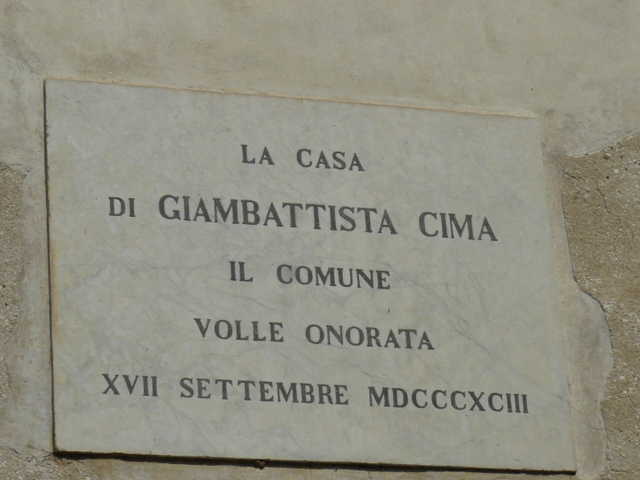 LA CASA
DI GIAMBATTISTA CIMA
IL COMUNE
VOLLE ONORATA
XVII SETTEMBRE MDCCCXCIII